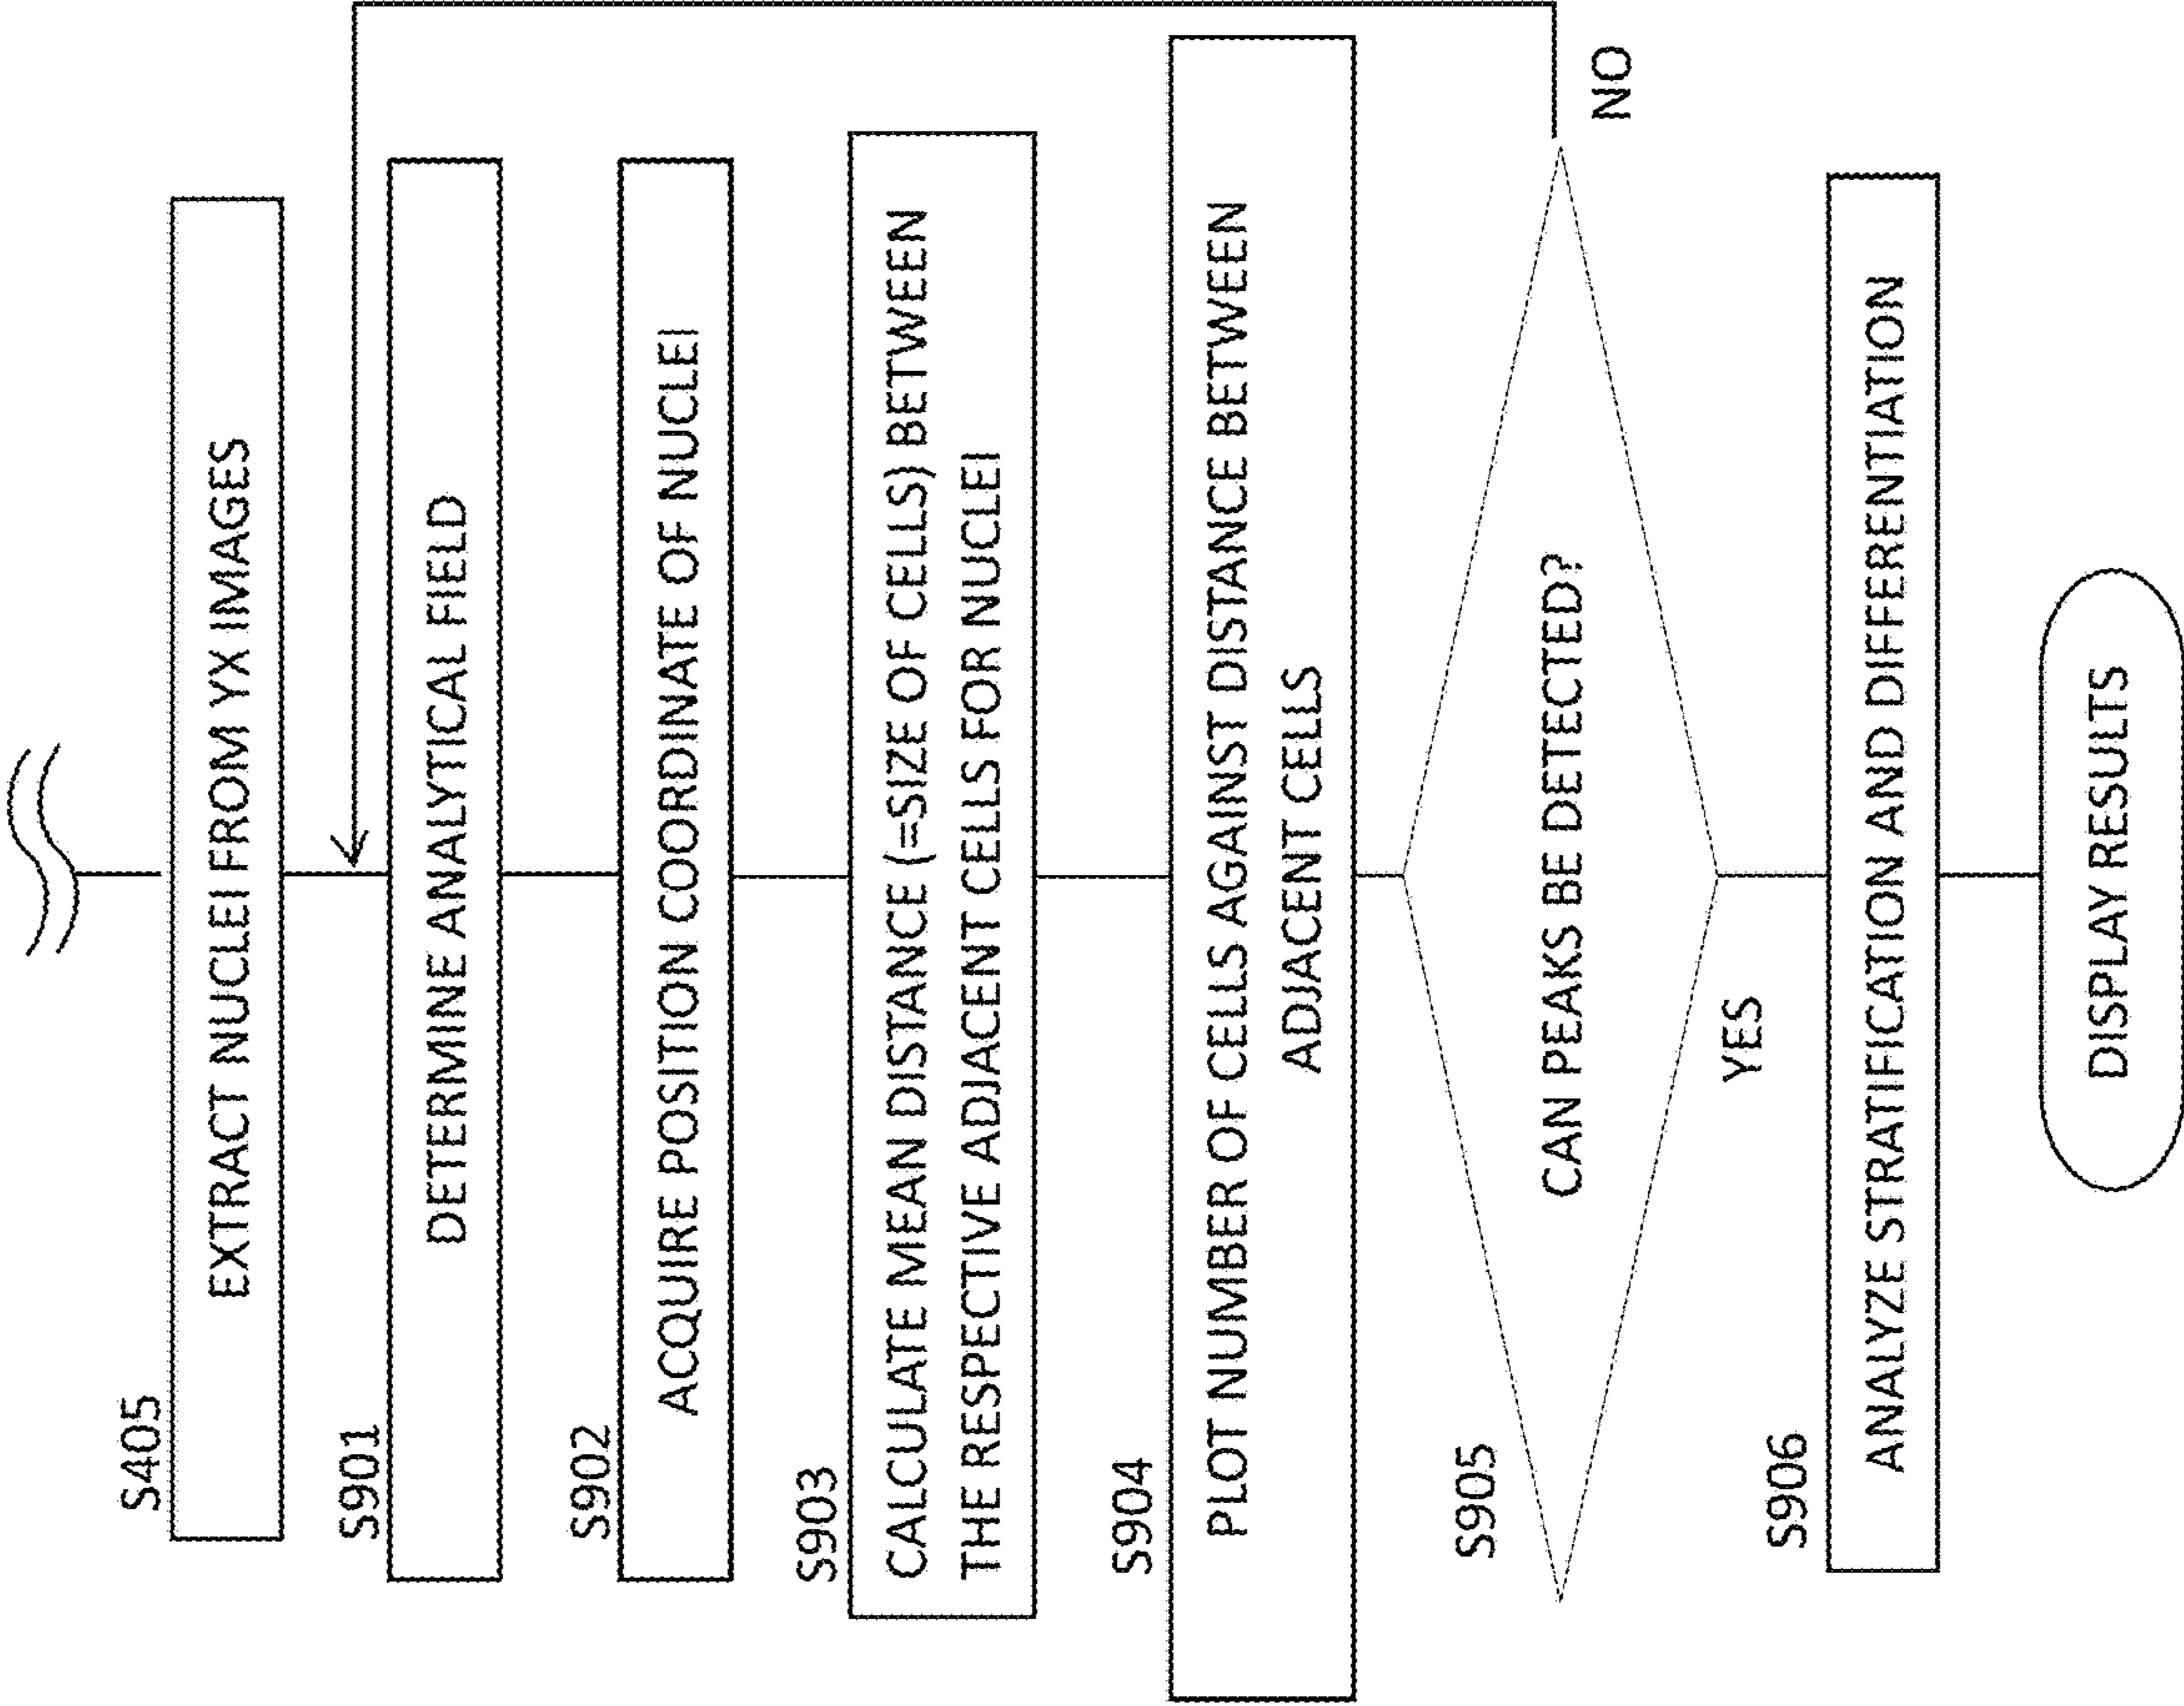 S405
EXTRACT NUCLEI FROM YX IMAGES
S901
DETERMINE ANALYTICAL FIELD
S902
ACQUIRE POSITION COORDINATE OF NUCLEI
S903
CALCULATE MEAN DISTANCE (=SIZE OF CELLS) BETWEEN
THE RESPECTIVE ADJACENT CELLS FOR NUCLEI
S904
PLOT NUMBER OF CELLS AGAINST DISTANCE BETWEEN
ADJACENT CELLS
S905
CAN PEAKS BE DETECTED?
NO
YES
S906
ANALYZE STRATIFICATION AND DIFFERENTIATION
DISPLAY RESULTS